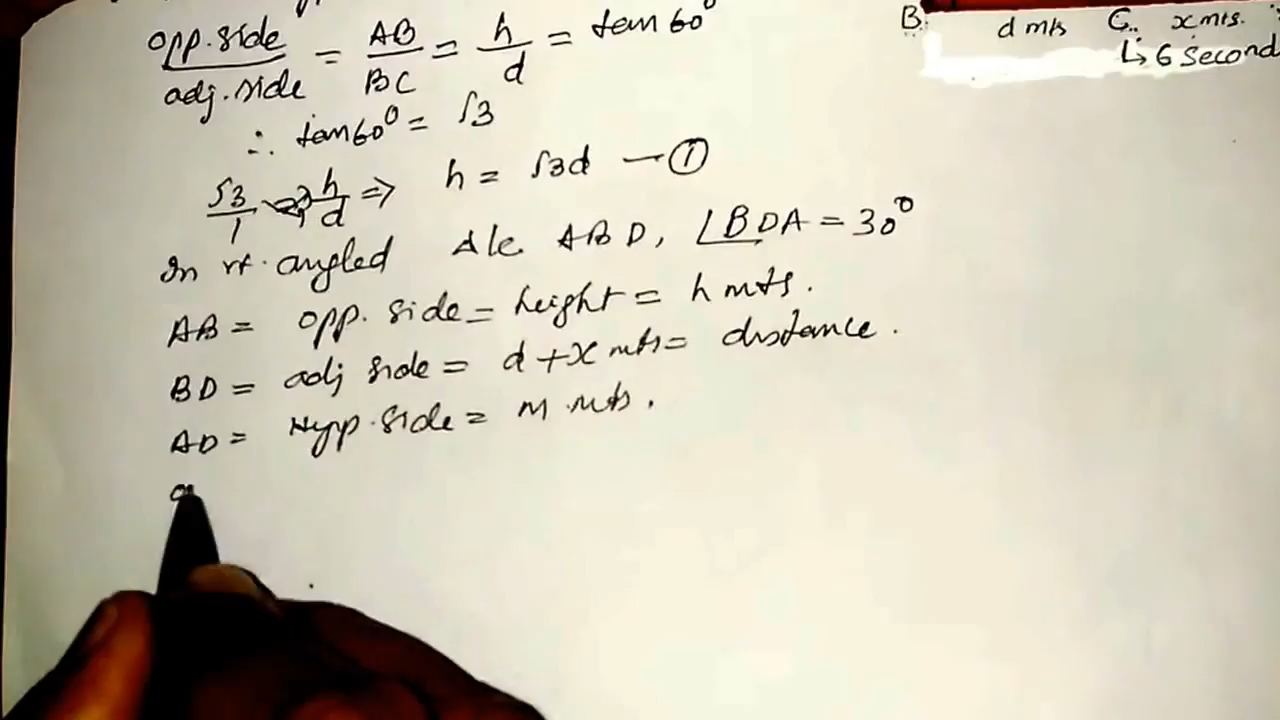 opp.side / adj.side = AB / BC = h / d = tan 60°
B. d mts C. x mts.
↳ 6 Second
∴ tan 60° = √3
√3 / 1 h / d ⇒ h = √3d — ①
In rt. angled Δle ABD, ∠BDA = 30°
AB = opp. side = height = h mts.
BD = adj side = d + x mts = distance.
AD = Hyp. side = m mts.